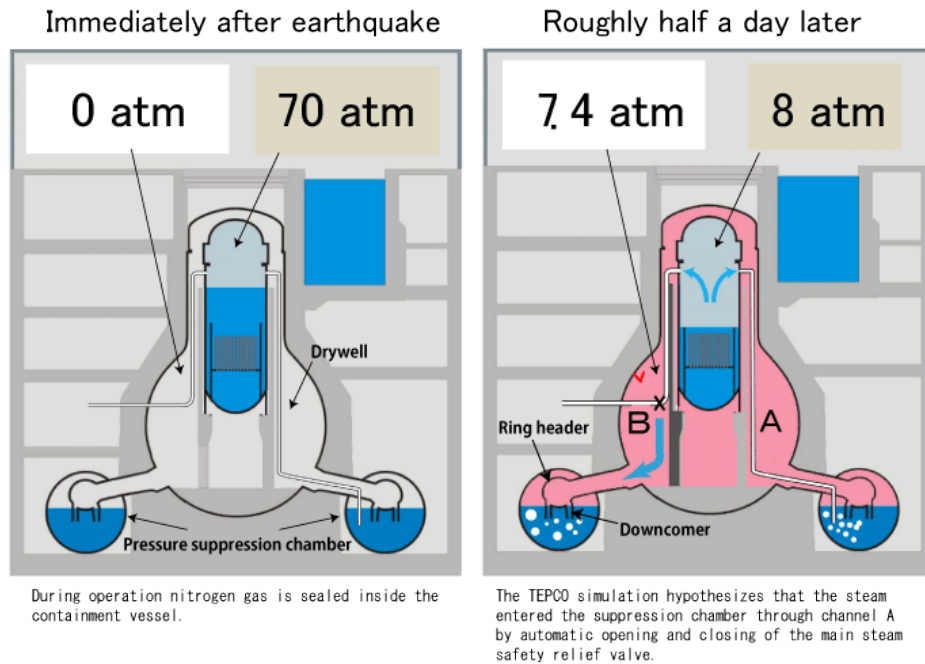 Immediately after earthquake
0 atm
70 atm
Drywell
Pressure suppression chamber
During operation nitrogen gas is sealed inside the
containment vessel.
Roughly half a day later
7.4 atm
8 atm
B
A
Ring header
Downcomer
The TEPCO simulation hypothesizes that the steam
entered the suppression chamber through channel A
by automatic opening and closing of the main steam
safety relief valve.